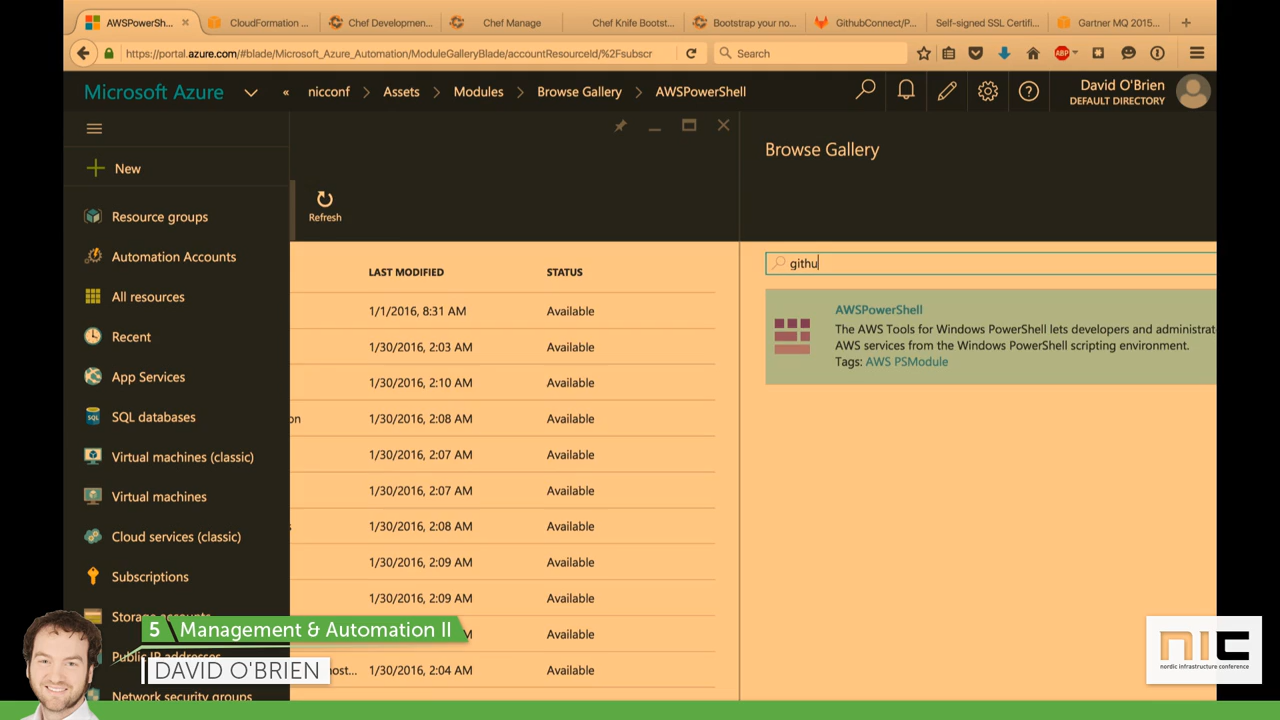 AWSPowerSh...
CloudFormation ...
Chef Developmen...
Chef Manage
Chef Knife Bootst...
Bootstrap your no...
GithubConnect/P...
Self-signed SSL Certifi...
Gartner MQ 2015...
https://portal.azure.com/#blade/Microsoft_Azure_Automation/ModuleGalleryBlade/accountResourceId/%2Fsubscr
Search
ABP
Microsoft Azure
« nicconf > Assets > Modules > Browse Gallery > AWSPowerShell
David O'Brien
DEFAULT DIRECTORY
New
Resource groups
Automation Accounts
All resources
Recent
App Services
SQL databases
Virtual machines (classic)
Virtual machines
Cloud services (classic)
Subscriptions
Storage accounts
Public IP addresses
Network security groups
Refresh
LAST MODIFIED STATUS
1/1/2016, 8:31 AM Available
1/30/2016, 2:03 AM Available
1/30/2016, 2:10 AM Available
on 1/30/2016, 2:08 AM Available
1/30/2016, 2:07 AM Available
1/30/2016, 2:07 AM Available
s 1/30/2016, 2:08 AM Available
1/30/2016, 2:09 AM Available
1/30/2016, 2:09 AM Available
M Available
ost... 1/30/2016, 2:04 AM Available
Browse Gallery
githu
AWSPowerShell
The AWS Tools for Windows PowerShell lets developers and administrat
AWS services from the Windows PowerShell scripting environment.
Tags: AWS PSModule
5 Management & Automation II
DAVID O'BRIEN
NIC
nordic infrastructure conference